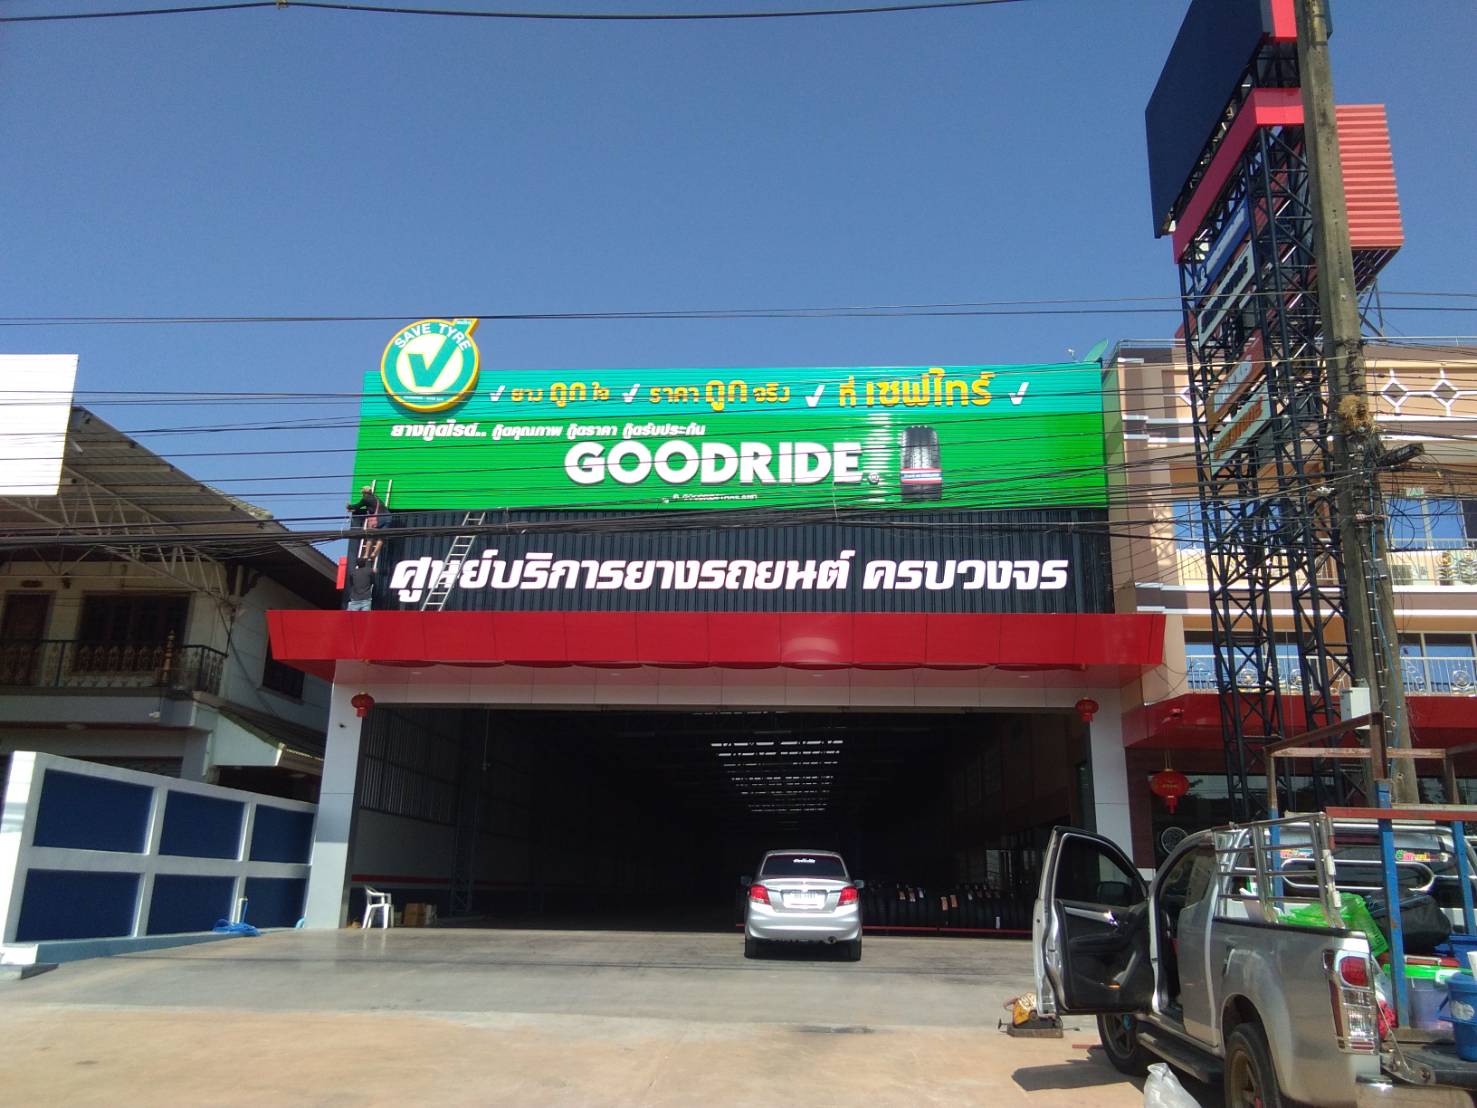 SAVE TYRE
ยาง ถูก ใจ ราคา ถูก จริง ที่ เซฟไทร์
ยางกู๊ดไรด์.. กู๊ดคุณภาพ กู๊ดราคา กู๊ดรับประกัน
GOODRIDE
ศูนย์บริการยางรถยนต์ ครบวงจร